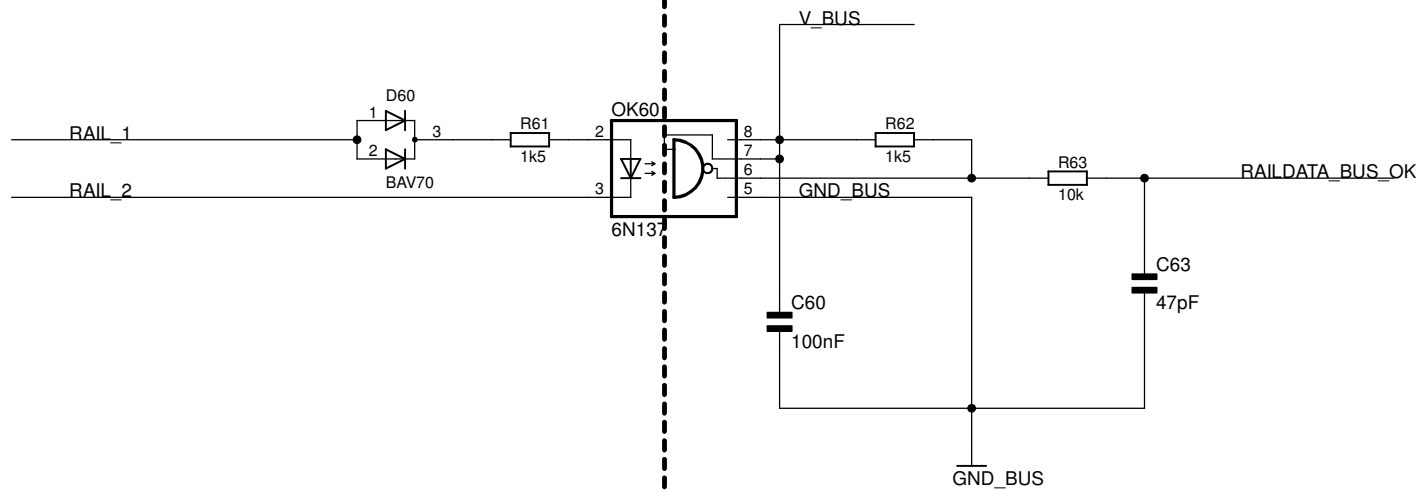 V_BUS
D60
1
RAIL_1
3
R61
1k5
2
BAV70
RAIL_2
OK60
2
3
6N137
8
7
6
5
R62
1k5
GND_BUS
R63
10k
RAILDATA_BUS_OK
C60
100nF
C63
47pF
GND_BUS